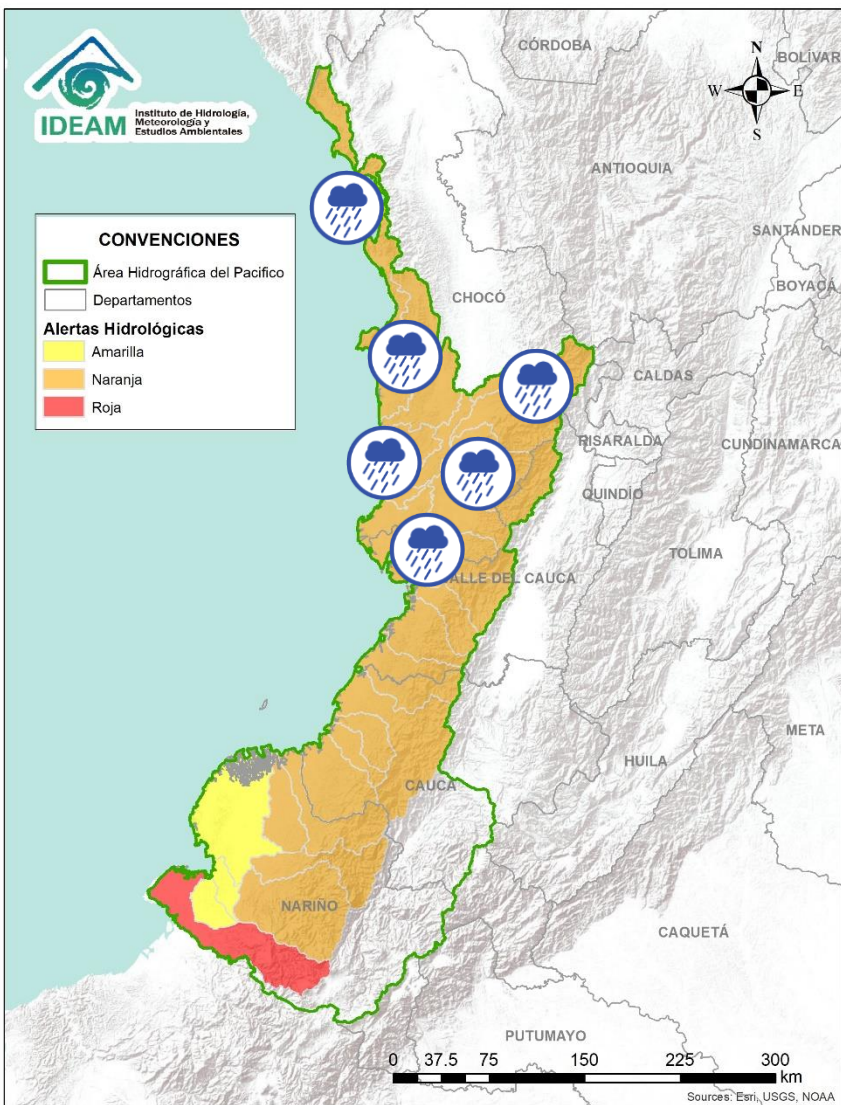 IDEAM
Instituto de Hidrología,
Meteorología y
Estudios Ambientales
N
W
E
S
CÓRDOBA
BOLÍVAR
ANTIOQUIA
SANTANDER
BOYACÁ
CHOCÓ
CONVENCIONES
Área Hidrográfica del Pacifico
Departamentos
Alertas Hidrológicas
Amarilla
Naranja
Roja
CALDAS
RISARALDA
CUNDINAMARCA
QUINDÍO
TOLIMA
ALLE DEL CAUCA
META
HUILA
CAUCA
NARIÑO
CAQUETÁ
PUTUMAYO
0 37.5 75 150 225 300
km
Sources: Esri, USGS, NOAA